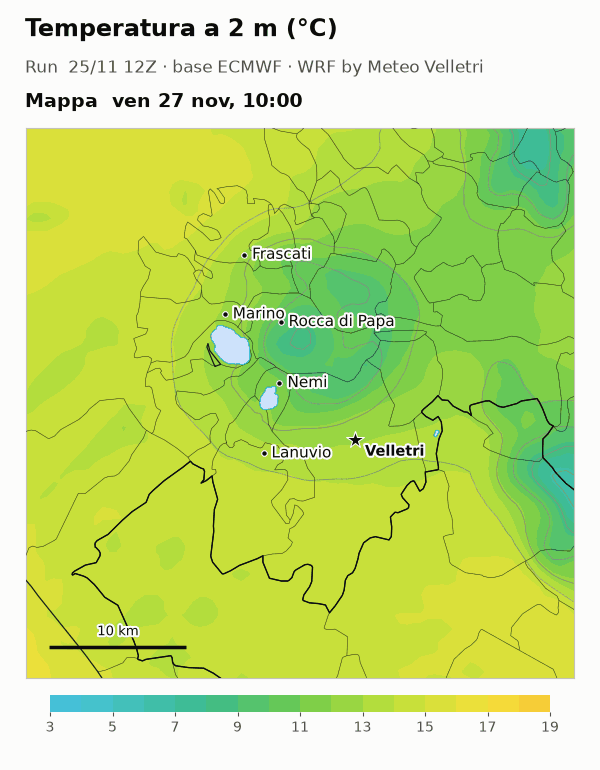 Temperatura a 2 m (°C)
Run  25/11 12Z · base ECMWF · WRF by Meteo Velletri
Mappa  ven 27 nov, 10:00
Frascati
Marino
Rocca di Papa
Nemi
Velletri
Lanuvio
10 km
3 5 7 9 11 13 15 17 19